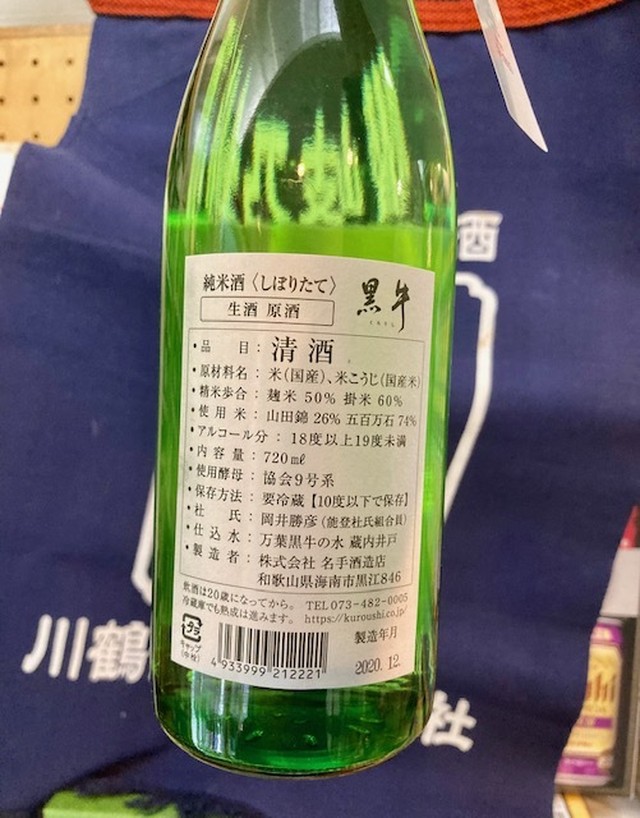 純米酒〈しぼりたて〉
生酒 原酒
黒牛
くろうし
・品 目：清酒
・原材料名：米(国産)、米こうじ(国産米)
・精米歩合：麹米 50% 掛米 60%
・使用米：山田錦 26% 五百万石 74%
・アルコール分：18度以上19度未満
・内容量：720㎖
・使用酵母：協会9号系
・保存方法：要冷蔵【10度以下で保存】
・杜 氏：岡井勝彦(能登杜氏組合員)
・仕込水：万葉黒牛の水 蔵内井戸
・製造者：株式会社 名手酒造店
和歌山県海南市黒江846
飲酒は20歳になってから。 TEL073-482-0005
冷蔵庫でも熟成は進みます。 https://kuroushi.co.jp/
プラ
キャップ
(中栓)
4 933999 212221
製造年月
2020.12.
酒
川鶴
社